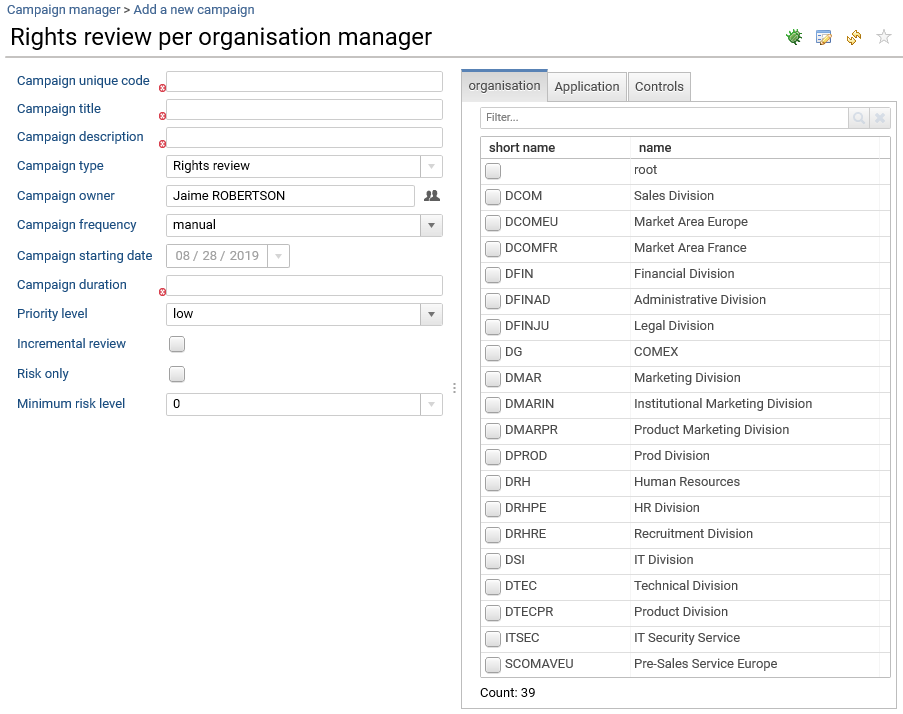 Campaign manager > Add a new campaign
Rights review per organisation manager
Campaign unique code
Campaign title
Campaign description
Campaign type Rights review
Campaign owner Jaime ROBERTSON
Campaign frequency manual
Campaign starting date 08 / 28 / 2019
Campaign duration
Priority level low
Incremental review
Risk only
Minimum risk level 0
organisation Application Controls
Filter...
short name name
root
DCOM Sales Division
DCOMEU Market Area Europe
DCOMFR Market Area France
DFIN Financial Division
DFINAD Administrative Division
DFINJU Legal Division
DG COMEX
DMAR Marketing Division
DMARIN Institutional Marketing Division
DMARPR Product Marketing Division
DPROD Prod Division
DRH Human Resources
DRHPE HR Division
DRHRE Recruitment Division
DSI IT Division
DTEC Technical Division
DTECPR Product Division
ITSEC IT Security Service
SCOMAVEU Pre-Sales Service Europe
Count: 39